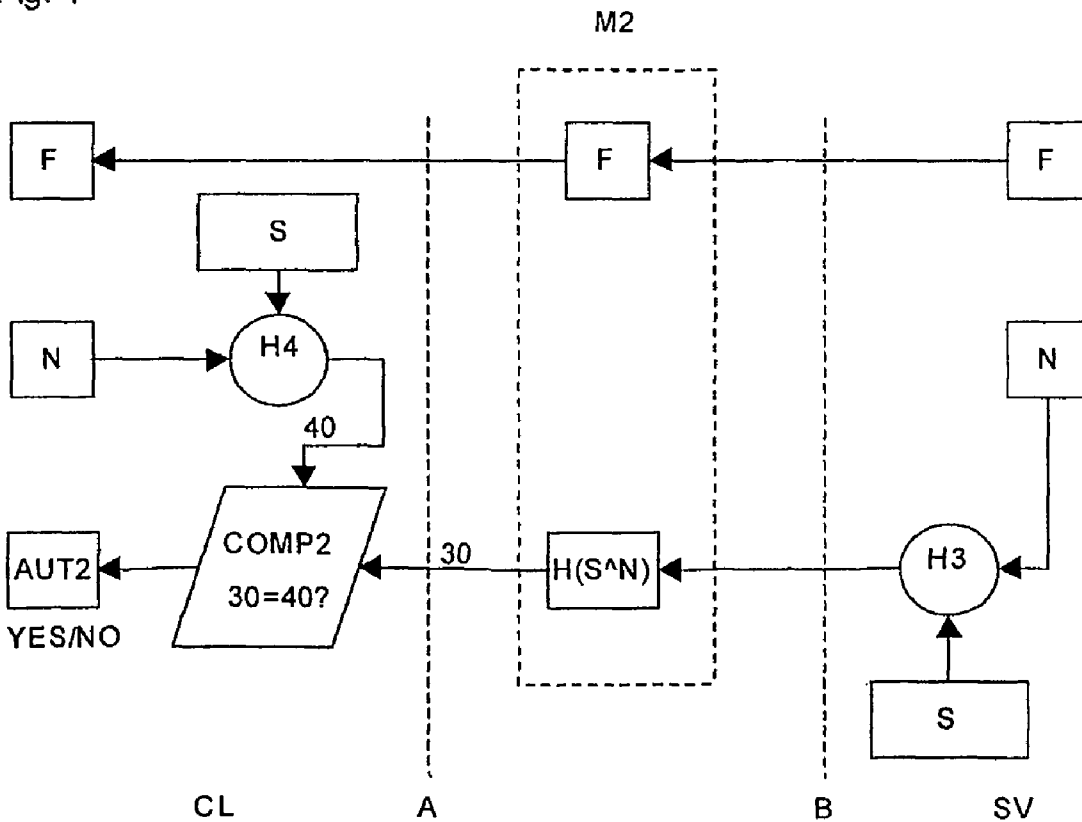 M2
F
F
F
S
N
H4
N
40
COMP2
30=40?
30
H(S^N)
H3
AUT2
YES/NO
S
CL
A
B
SV